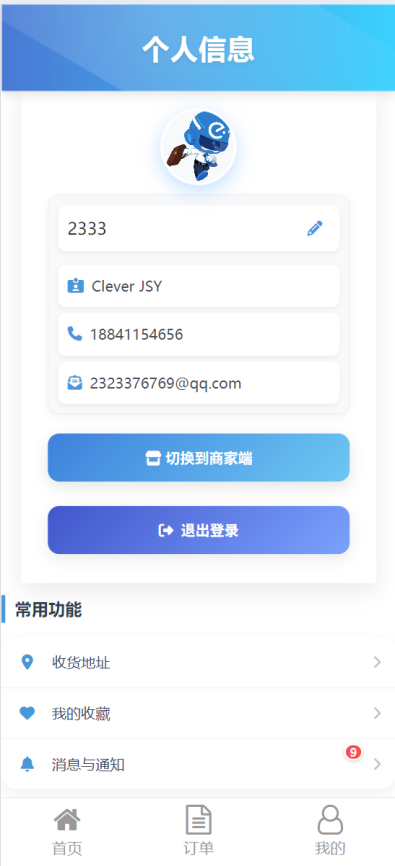 个人信息
2333
Clever JSY
18841154656
2323376769@qq.com
切换到商家端
退出登录
常用功能
收货地址
我的收藏
消息与通知
9
首页
订单
我的